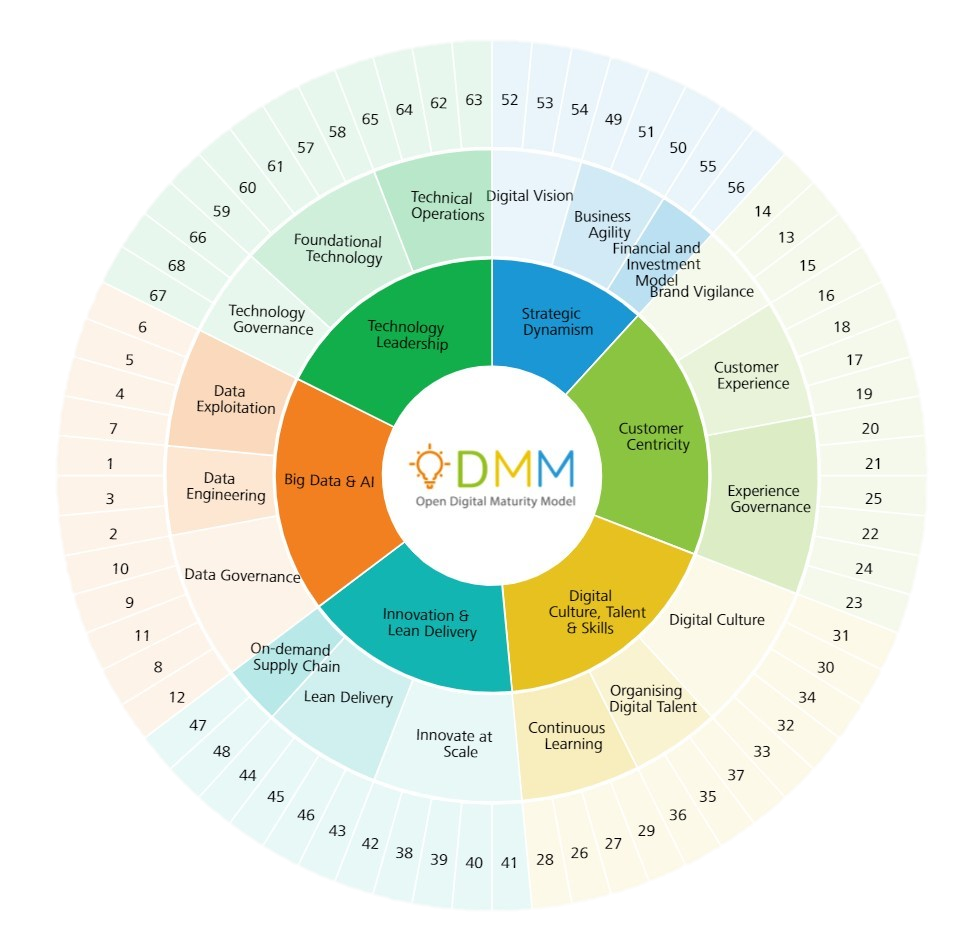 63
52
62
53
64
54
65
49
58
51
57
50
61
55
60
56
59
14
66
13
68
15
67
16
6
18
5
17
4
19
7
20
1
21
3
25
2
22
10
24
9
23
11
31
8
30
12
34
47
32
48
33
44
37
45
35
46
36
43
29
42
27
38
26
39
28
40
41
Technical
Operations
Digital Vision
Business
Agility
Financial and
Investment
Model
Brand Vigilance
Foundational
Technology
Technology
Governance
Customer
Experience
Experience
Governance
Data
Exploitation
Data
Engineering
Data Governance
On-demand
Supply Chain
Lean Delivery
Innovate at
Scale
Continuous
Learning
Organising
Digital Talent
Digital Culture
Technology
Leadership
Strategic
Dynamism
Customer
Centricity
Big Data & AI
Innovation &
Lean Delivery
Digital
Culture, Talent
& Skills
DMM
Open Digital Maturity Model